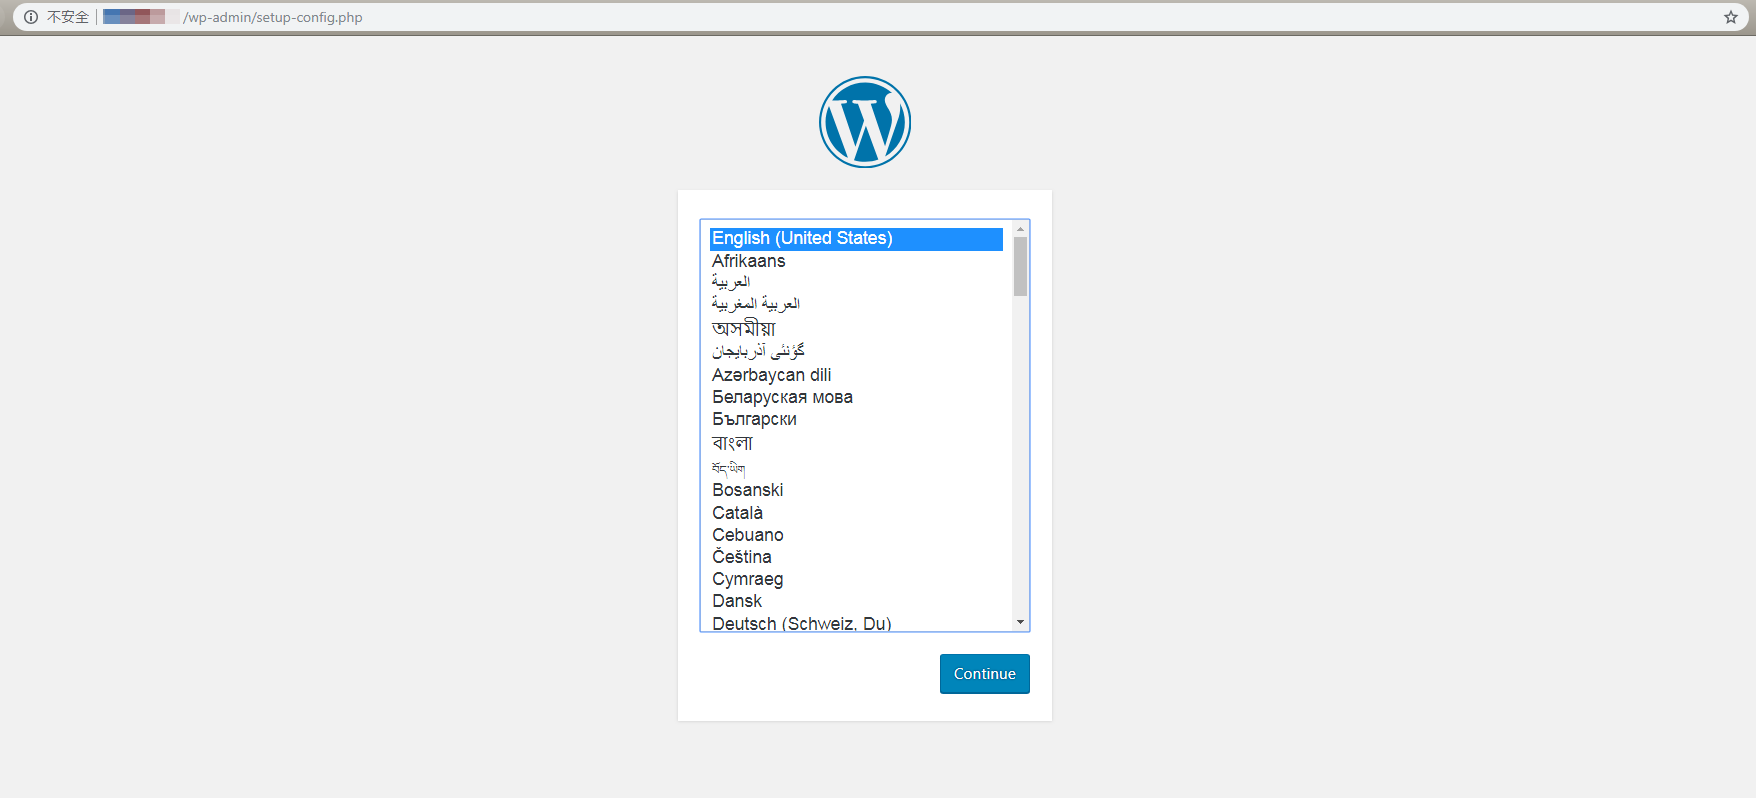 不安全 /wp-admin/setup-config.php
English (United States)
Afrikaans
العربية
العربية المغربية
অসমীয়া
گؤنئی آذربایجان
Azərbaycan dili
Беларуская мова
Български
বাংলা
བོད་ཡིག
Bosanski
Català
Cebuano
Čeština
Cymraeg
Dansk
Deutsch (Schweiz, Du)
Continue